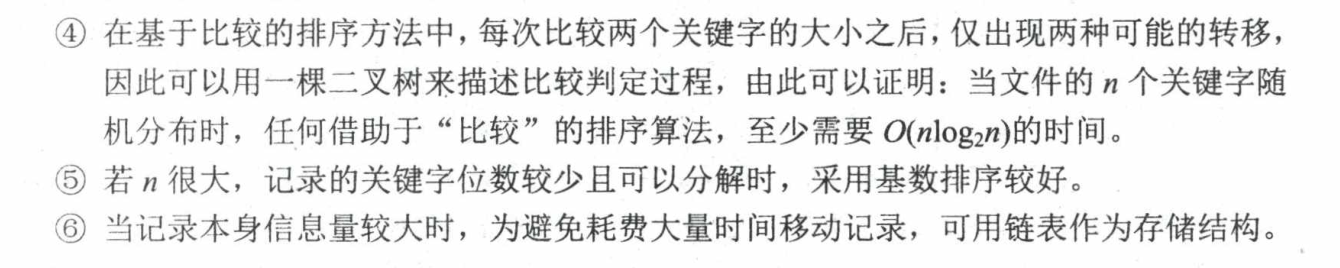 ④ 在基于比较的排序方法中，每次比较两个关键字的大小之后，仅出现两种可能的转移，
因此可以用一棵二叉树来描述比较判定过程，由此可以证明：当文件的 n 个关键字随
机分布时，任何借助于“比较”的排序算法，至少需要 O(nlog₂n)的时间。
⑤ 若 n 很大，记录的关键字位数较少且可以分解时，采用基数排序较好。
⑥ 当记录本身信息量较大时，为避免耗费大量时间移动记录，可用链表作为存储结构。